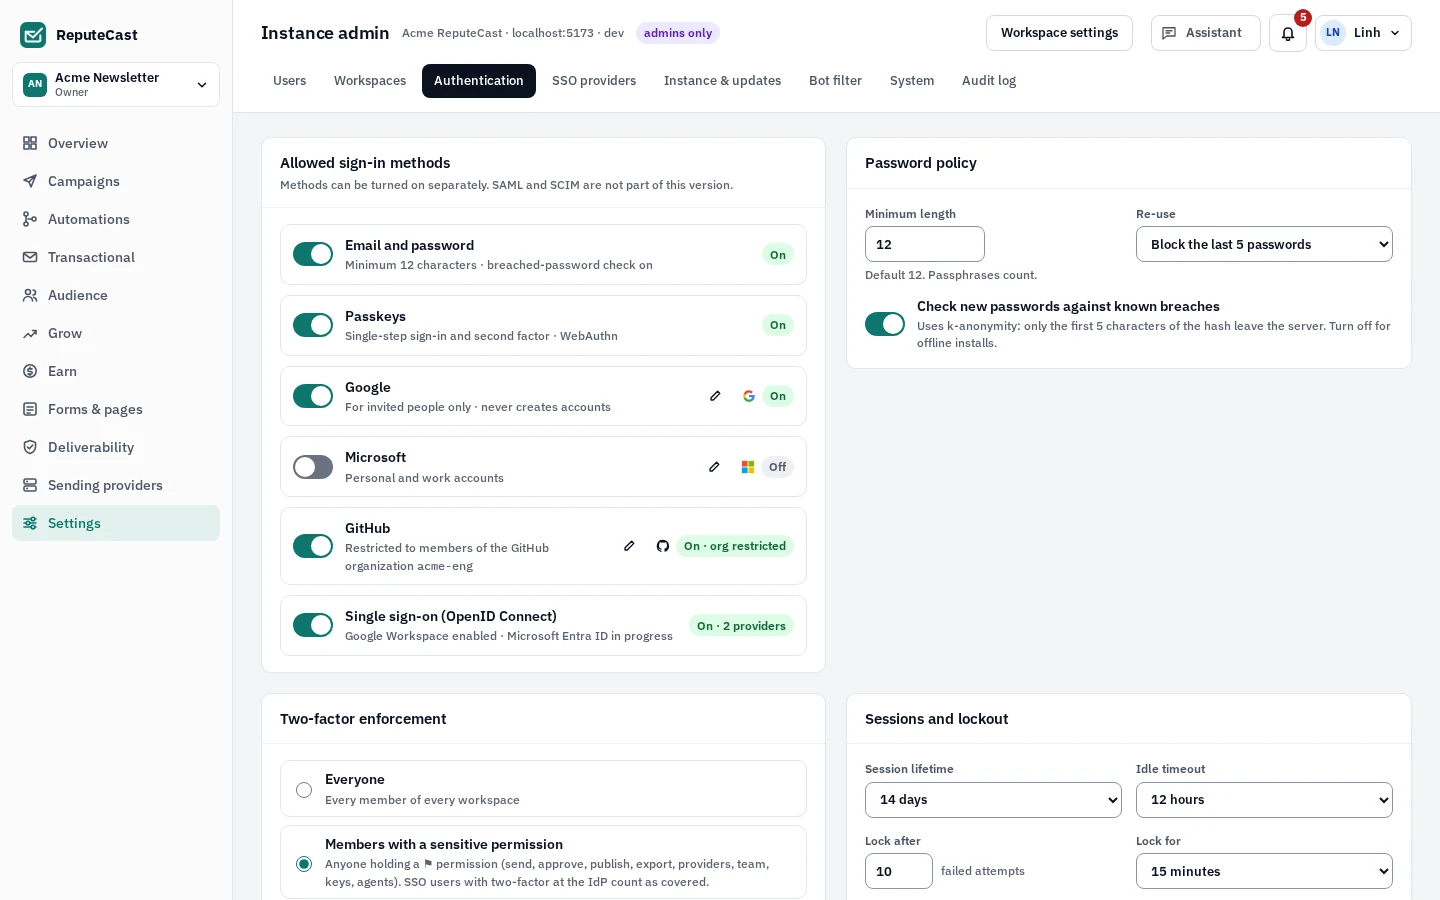 ReputeCast
AN
Acme Newsletter
Owner
Overview
Campaigns
Automations
Transactional
Audience
Grow
Earn
Forms & pages
Deliverability
Sending providers
Settings
Instance admin
Acme ReputeCast · localhost:5173 · dev
admins only
Workspace settings
Assistant
5
LN
Linh
Users
Workspaces
Authentication
SSO providers
Instance & updates
Bot filter
System
Audit log
Allowed sign-in methods
Methods can be turned on separately. SAML and SCIM are not part of this version.
Email and password
Minimum 12 characters · breached-password check on
On
Passkeys
Single-step sign-in and second factor · WebAuthn
On
Google
For invited people only · never creates accounts
On
Microsoft
Personal and work accounts
Off
GitHub
Restricted to members of the GitHub
organization acme-eng
On · org restricted
Single sign-on (OpenID Connect)
Google Workspace enabled · Microsoft Entra ID in progress
On · 2 providers
Password policy
Minimum length
12
Default 12. Passphrases count.
Re-use
Block the last 5 passwords
Check new passwords against known breaches
Uses k-anonymity: only the first 5 characters of the hash leave the server. Turn off for
offline installs.
Two-factor enforcement
Everyone
Every member of every workspace
Members with a sensitive permission
Anyone holding a ⚑ permission (send, approve, publish, export, providers, team,
keys, agents). SSO users with two-factor at the IdP count as covered.
Sessions and lockout
Session lifetime
14 days
Idle timeout
12 hours
Lock after
10
failed attempts
Lock for
15 minutes